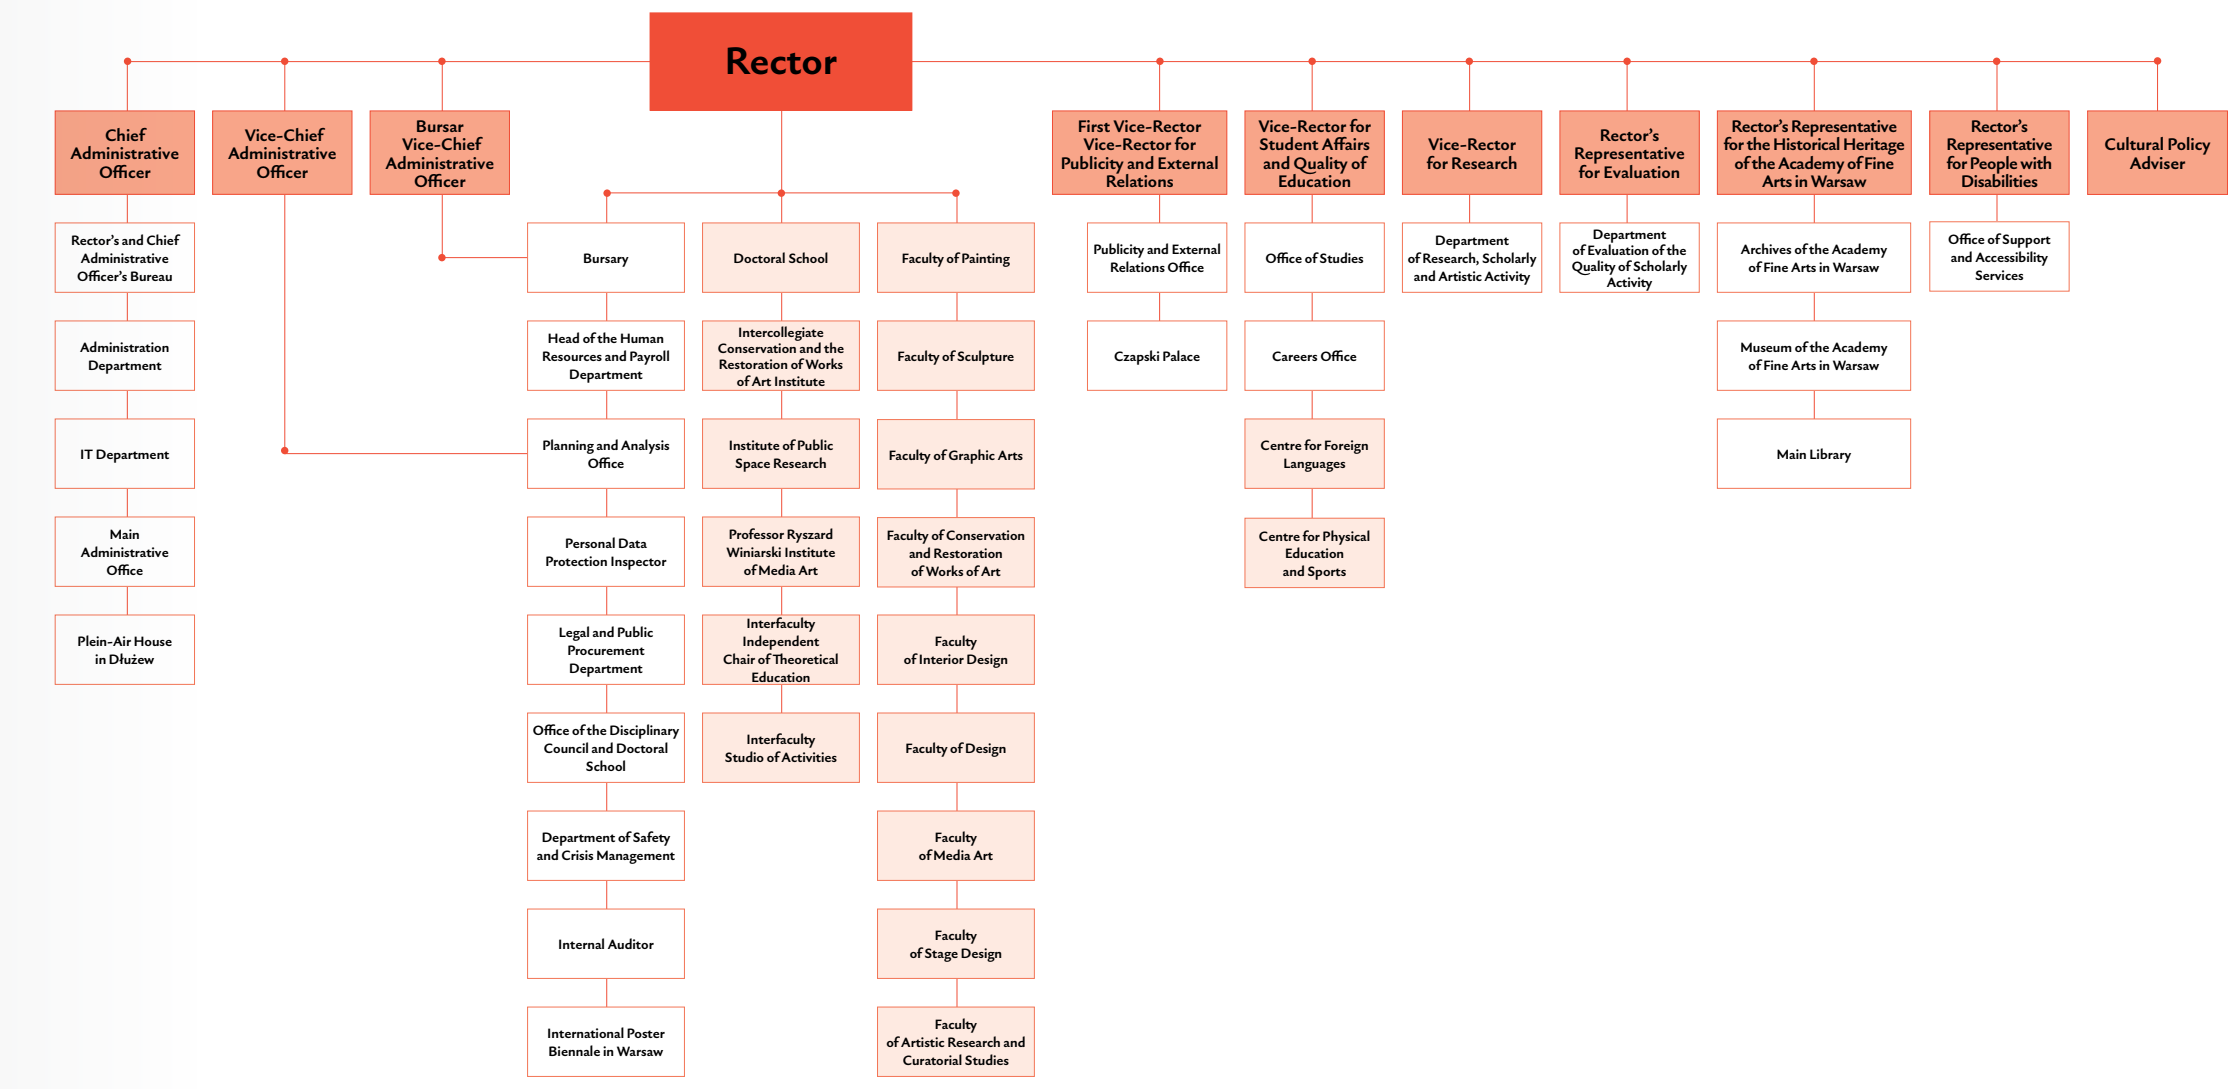 Rector
Chief
Administrative
Officer
Vice-Chief
Administrative
Officer
Bursar
Vice-Chief
Administrative
Officer
First Vice-Rector
Vice-Rector for
Publicity and External
Relations
Vice-Rector for
Student Affairs
and Quality of
Education
Vice-Rector
for Research
Rector's
Representative
for Evaluation
Rector's Representative
for the Historical Heritage
of the Academy of Fine
Arts in Warsaw
Rector's
Representative
for People with
Disabilities
Cultural Policy
Adviser
Rector's and Chief
Administrative
Officer's Bureau
Administration
Department
IT Department
Main
Administrative
Office
Plein-Air House
in Dłużew
Bursary
Head of the Human
Resources and Payroll
Department
Planning and Analysis
Office
Personal Data
Protection Inspector
Legal and Public
Procurement
Department
Office of the Disciplinary
Council and Doctoral
School
Department of Safety
and Crisis Management
Internal Auditor
International Poster
Biennale in Warsaw
Doctoral School
Intercollegiate
Conservation and the
Restoration of Works
of Art Institute
Institute of Public
Space Research
Professor Ryszard
Winiarski Institute
of Media Art
Interfaculty
Independent
Chair of Theoretical
Education
Interfaculty
Studio of Activities
Faculty of Painting
Faculty of Sculpture
Faculty of Graphic Arts
Faculty of Conservation
and Restoration
of Works of Art
Faculty
of Interior Design
Faculty of Design
Faculty
of Media Art
Faculty
of Stage Design
Faculty
of Artistic Research and
Curatorial Studies
Publicity and External
Relations Office
Czapski Palace
Office of Studies
Careers Office
Centre for Foreign
Languages
Centre for Physical
Education
and Sports
Department
of Research, Scholarly
and Artistic Activity
Department
of Evaluation of the
Quality of Scholarly
Activity
Archives of the Academy
of Fine Arts in Warsaw
Museum of the Academy
of Fine Arts in Warsaw
Main Library
Office of Support
and Accessibility
Services